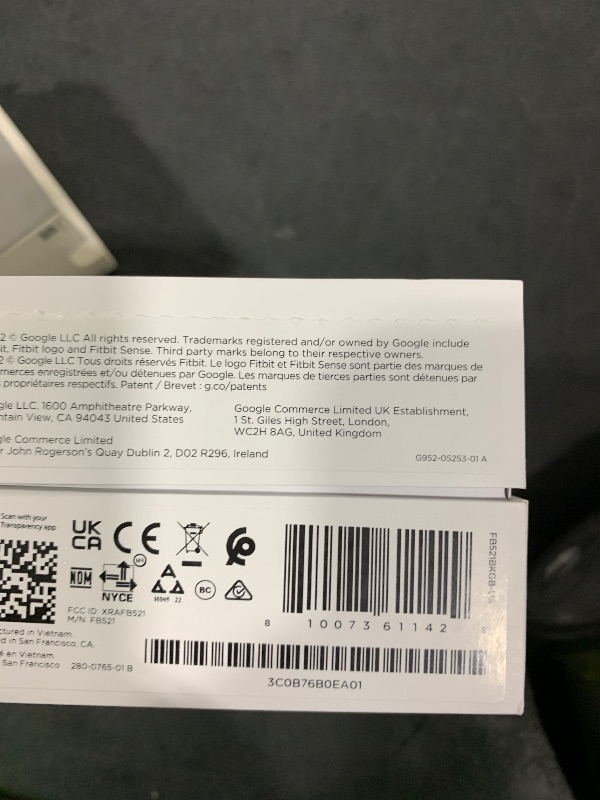 2 © Google LLC All rights reserved. Trademarks registered and/or owned by Google include
it, Fitbit logo and Fitbit Sense. Third party marks belong to their respective owners.
2 © Google LLC Tous droits réservés Fitbit. Le logo Fitbit et Fitbit Sense sont partie des marques de
merces enregistrées et/ou détenues par Google. Les marques de tierces parties sont détenues par
propriétaires respectifs. Patent / Brevet : g.co/patents
gle LLC, 1600 Amphitheatre Parkway,
ntain View, CA 94043 United States
gle Commerce Limited
r John Rogerson's Quay Dublin 2, D02 R296, Ireland
Google Commerce Limited UK Establishment,
1 St. Giles High Street, London,
WC2H 8AG, United Kingdom
G952-05253-01 A
Scan with your
Transparency app
UK
CA
CE
NOM
NYCE
BC
FCC ID XRAFB521
M/N: FB521
ctured in Vietnam
d in San Francisco, CA
é en Vietnam
San Francisco
280-0765-01 B
8 10073 61142
FB521BKGB-US
3C0B76B0EA01